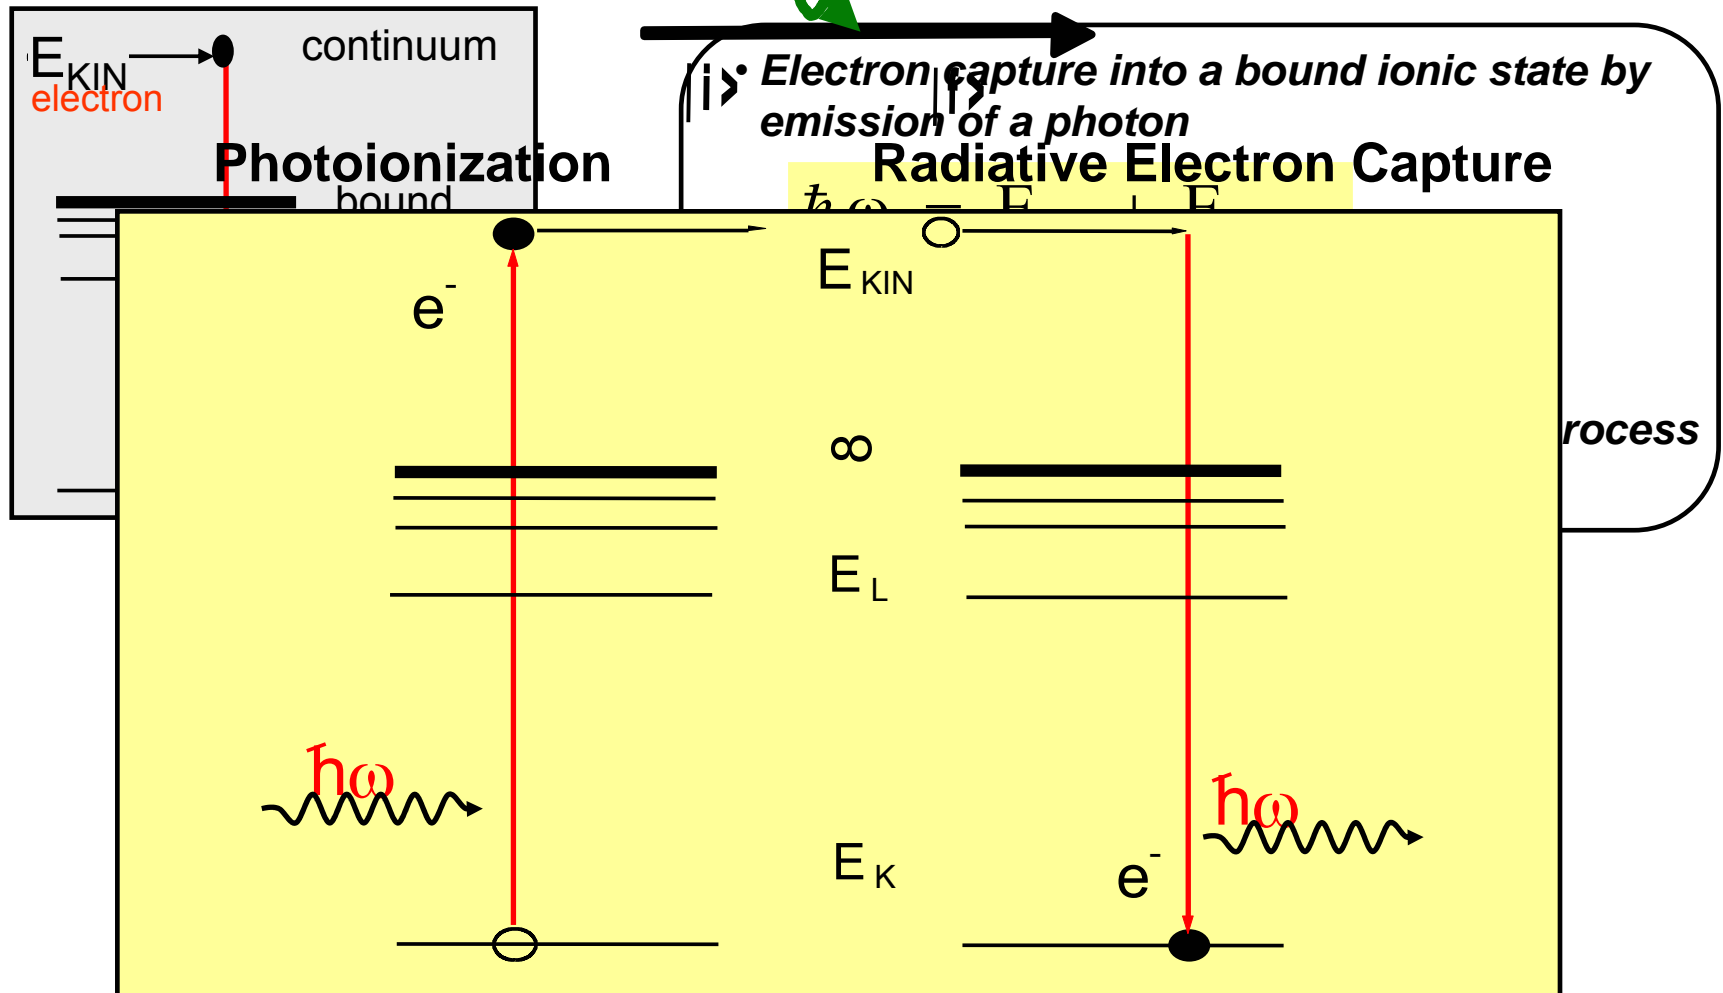 E KIN
continuum
electron
|i>
|i>
• Electron capture into a bound ionic state by
emission of a photon
Photoionization
Radiative Electron Capture
bound
ħω = E + E
E KIN
e-
∞
rocess
E L
ħω
ħω
E K
e-